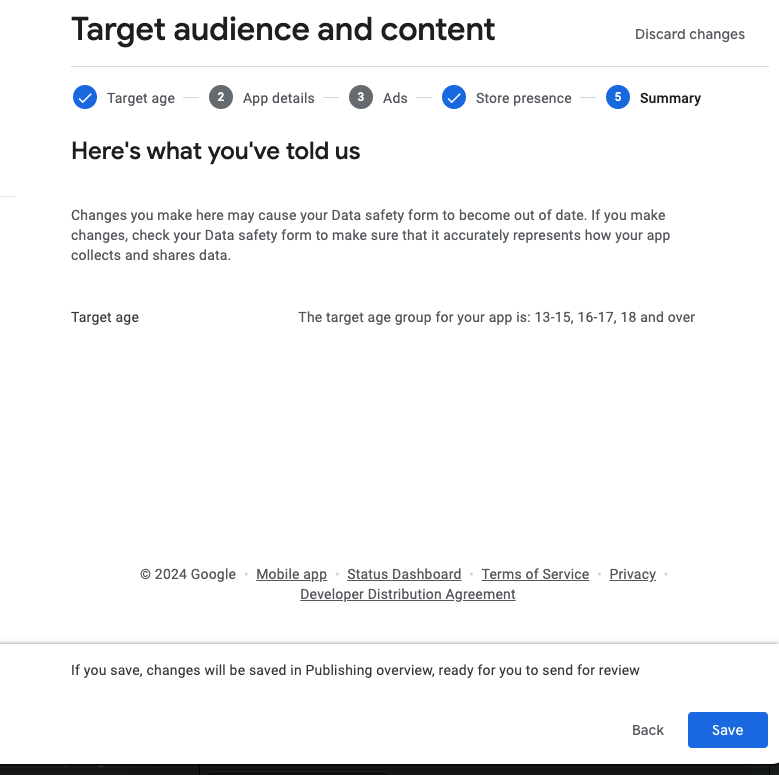 Target audience and content
Discard changes
Target age
2 App details
3 Ads
Store presence
5 Summary
Here's what you've told us
Changes you make here may cause your Data safety form to become out of date. If you make
changes, check your Data safety form to make sure that it accurately represents how your app
collects and shares data.
Target age
The target age group for your app is: 13-15, 16-17, 18 and over
© 2024 Google · Mobile app · Status Dashboard · Terms of Service · Privacy ·
Developer Distribution Agreement
If you save, changes will be saved in Publishing overview, ready for you to send for review
Back
Save